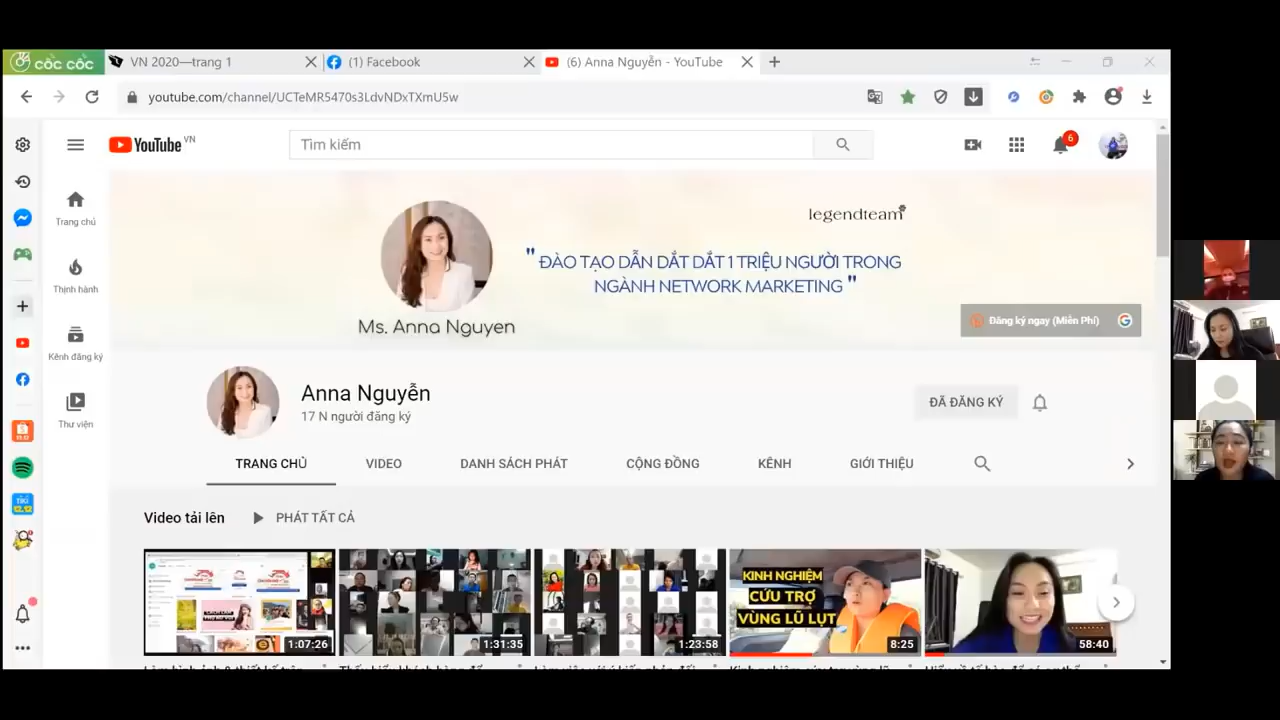 cốc cốc
VN 2020—trang 1
(1) Facebook
(6) Anna Nguyễn - YouTube
youtube.com/channel/UCTeMR5470s3LdvNDxTXmU5w
YouTube VN
Tìm kiếm
6
Trang chủ
Thịnh hành
Kênh đăng ký
Thư viện
legendteam
" ĐÀO TẠO DẪN DẮT DẮT 1 TRIỆU NGƯỜI TRONG
NGÀNH NETWORK MARKETING "
Ms. Anna Nguyen
Đăng ký ngay (Miễn Phí)
Anna Nguyễn
17 N người đăng ký
ĐÃ ĐĂNG KÝ
TRANG CHỦ
VIDEO
DANH SÁCH PHÁT
CỘNG ĐỒNG
KÊNH
GIỚI THIỆU
Video tải lên
PHÁT TẤT CẢ
1:07:26
1:31:35
1:23:58
KINH NGHIỆM
CỨU TRỢ
VÙNG LŨ LỤT
8:25
58:40